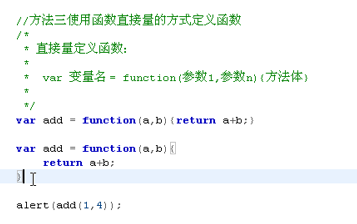 //方法三使用函数直接量的方式定义函数
/*
 * 直接量定义函数:
 *
 *  var 变量名 = function(参数1,参数n){方法体}
 *
 */
var add = function(a,b){return a+b;}
var add = function(a,b){
    return a+b;
}
alert(add(1,4));